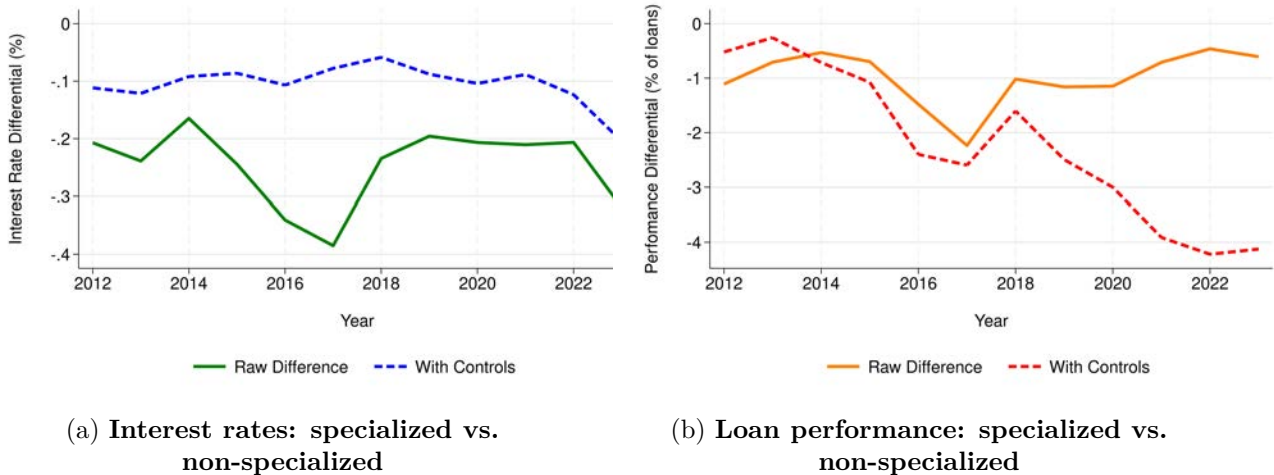 0
-.1
-.2
-.3
-.4
Interest Rate Differential (%)
2012 2014 2016 2018 2020 2022
Year
Raw Difference With Controls
(a) Interest rates: specialized vs.
non-specialized
0
-.1
-2
-3
-4
Perfomance Differential (% of loans)
2012 2014 2016 2018 2020 2022
Year
Raw Difference With Controls
(b) Loan performance: specialized vs.
non-specialized